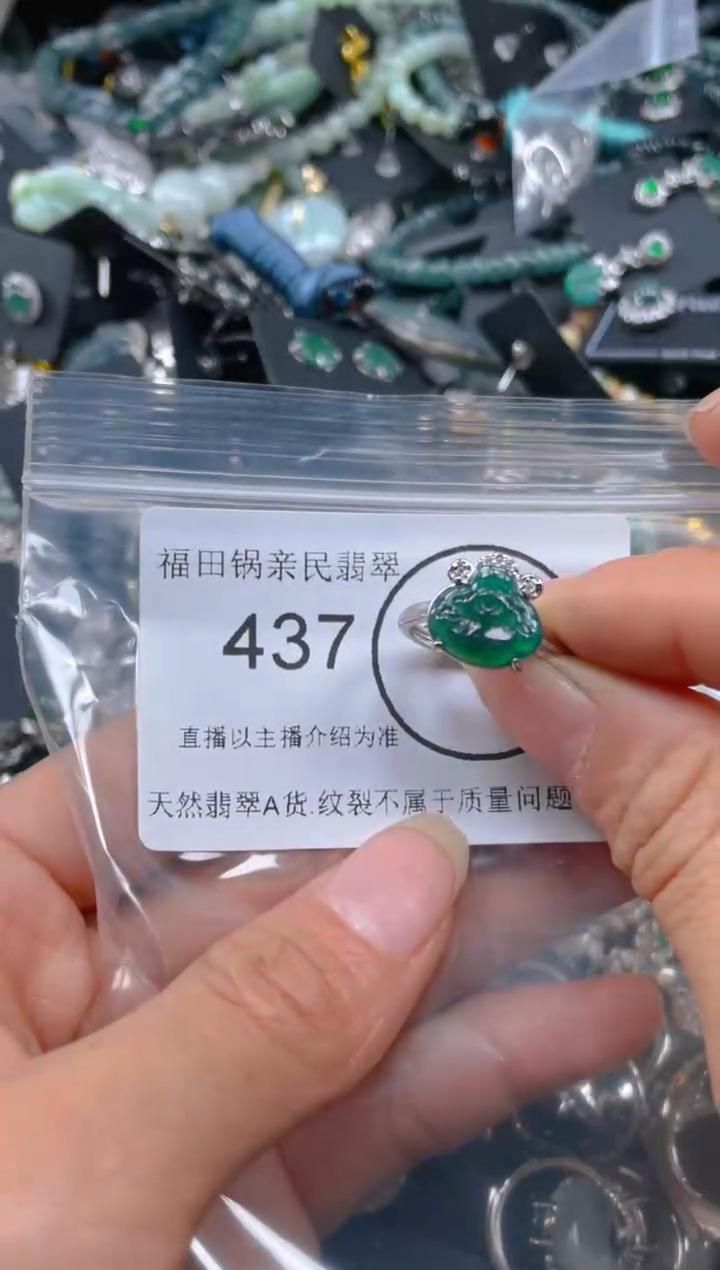 福田锅亲民翡翠
437
直播以主播介绍为准
天然翡翠A货.纹裂不属于质量问题